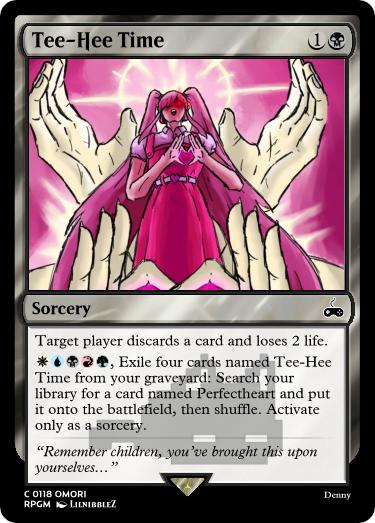 Tee-Hee Time 1
Sorcery
Target player discards a card and loses 2 life.
, Exile four cards named Tee-Hee
Time from your graveyard: Search your
library for a card named Perfectheart and put
it onto the battlefield, then shuffle. Activate
only as a sorcery.
“Remember children, you’ve brought this upon
yourselves…”
C 0118 OMORI
RPGM LILNIBBLEZ
Denny